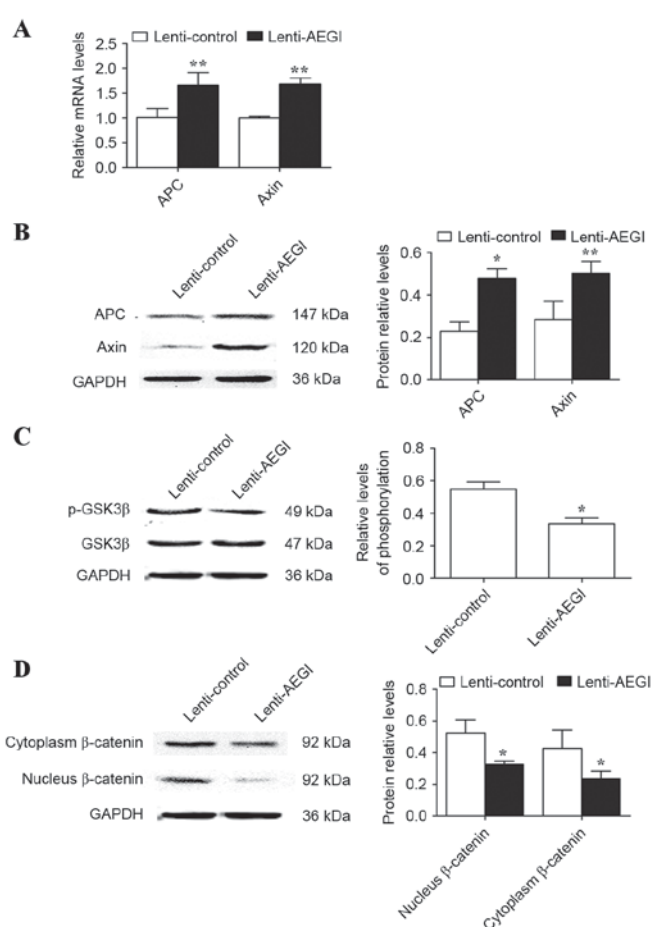 A
Lenti-control Lenti-AEGI
Relative mRNA levels
2.5
2.0
1.5
1.0
0.5
0.0
** **
APC Axin
B
Lenti-control Lenti-AEGI
APC 147 kDa
Axin 120 kDa
GAPDH 36 kDa
Lenti-control Lenti-AEGI
Protein relative levels
0.6
0.4
0.2
0.0
* **
APC Axin
C
Lenti-control Lenti-AEGI
p-GSK3β 49 kDa
GSK3β 47 kDa
GAPDH 36 kDa
Relative levels
of phosphorylation
0.8
0.6
0.4
0.2
0.0
*
Lenti-control Lenti-AEGI
D
Lenti-control Lenti-AEGI
Cytoplasm β-catenin 92 kDa
Nucleus β-catenin 92 kDa
GAPDH 36 kDa
Lenti-control Lenti-AEGI
Protein relative levels
0.8
0.6
0.4
0.2
0.0
* *
Nucleus β-catenin Cytoplasm β-catenin